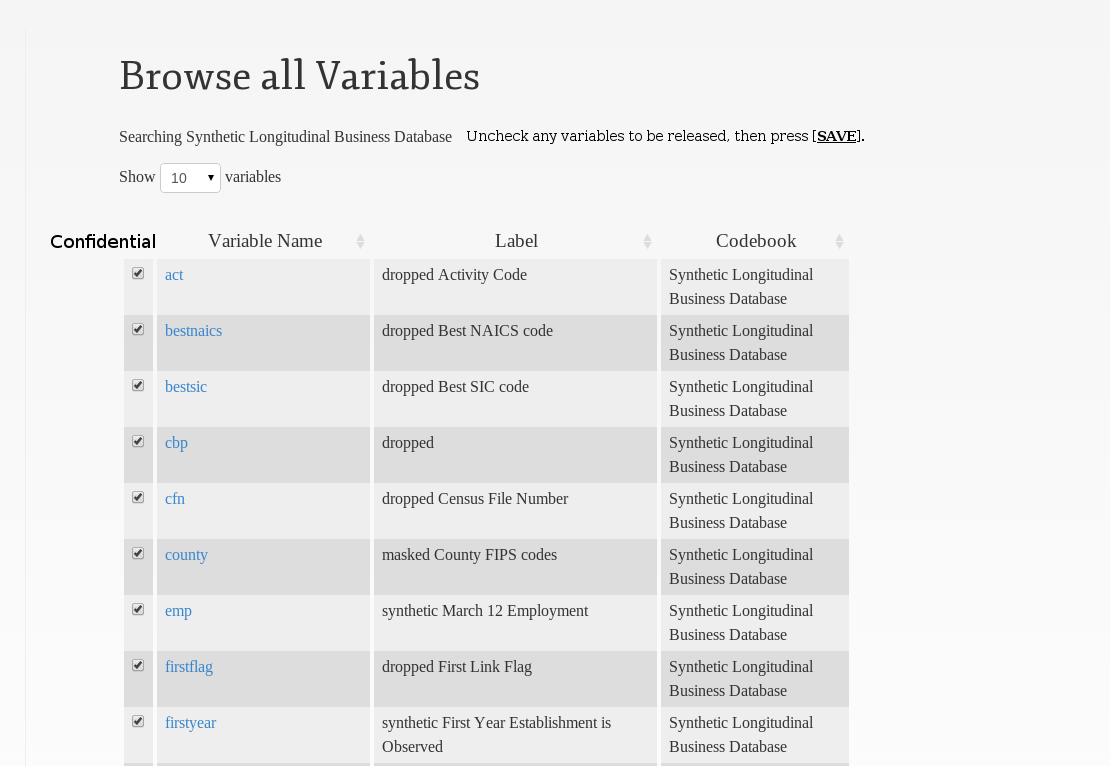 Browse all Variables
Searching Synthetic Longitudinal Business Database Uncheck any variables to be released, then press [SAVE].
Show 10 variables
Confidential Variable Name Label Codebook
act dropped Activity Code Synthetic Longitudinal
Business Database
bestnaics dropped Best NAICS code Synthetic Longitudinal
Business Database
bestsic dropped Best SIC code Synthetic Longitudinal
Business Database
cbp dropped Synthetic Longitudinal
Business Database
cfn dropped Census File Number Synthetic Longitudinal
Business Database
county masked County FIPS codes Synthetic Longitudinal
Business Database
emp synthetic March 12 Employment Synthetic Longitudinal
Business Database
firstflag dropped First Link Flag Synthetic Longitudinal
Business Database
firstyear synthetic First Year Establishment is Synthetic Longitudinal
Observed Business Database